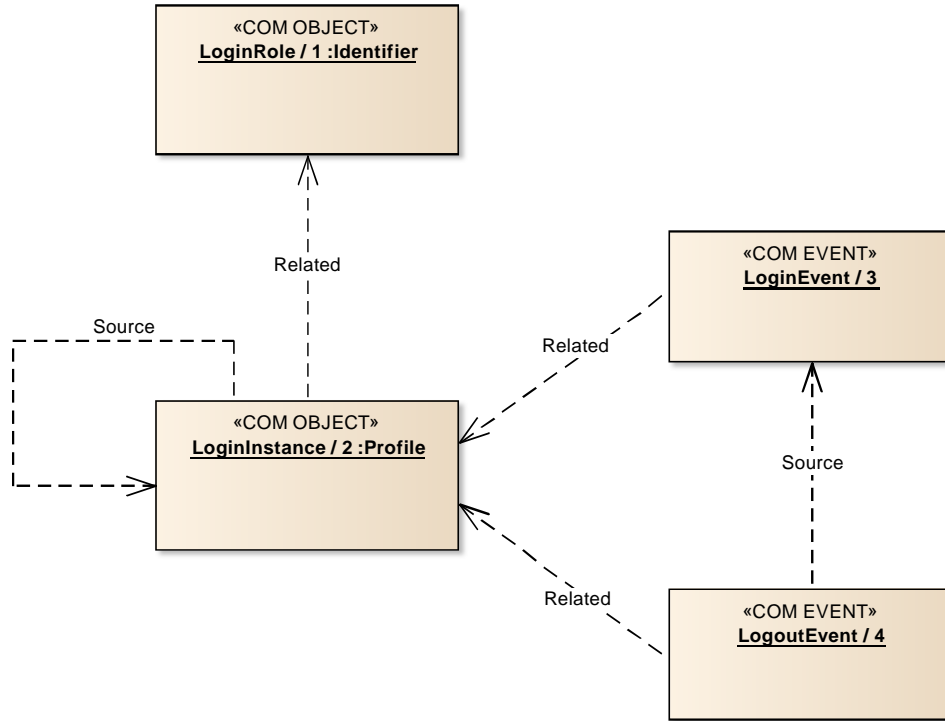 «COM OBJECT»
LoginRole / 1 :Identifier
Related
«COM EVENT»
LoginEvent / 3
Source
Related
«COM OBJECT»
LoginInstance / 2 :Profile
Source
Related
«COM EVENT»
LogoutEvent / 4